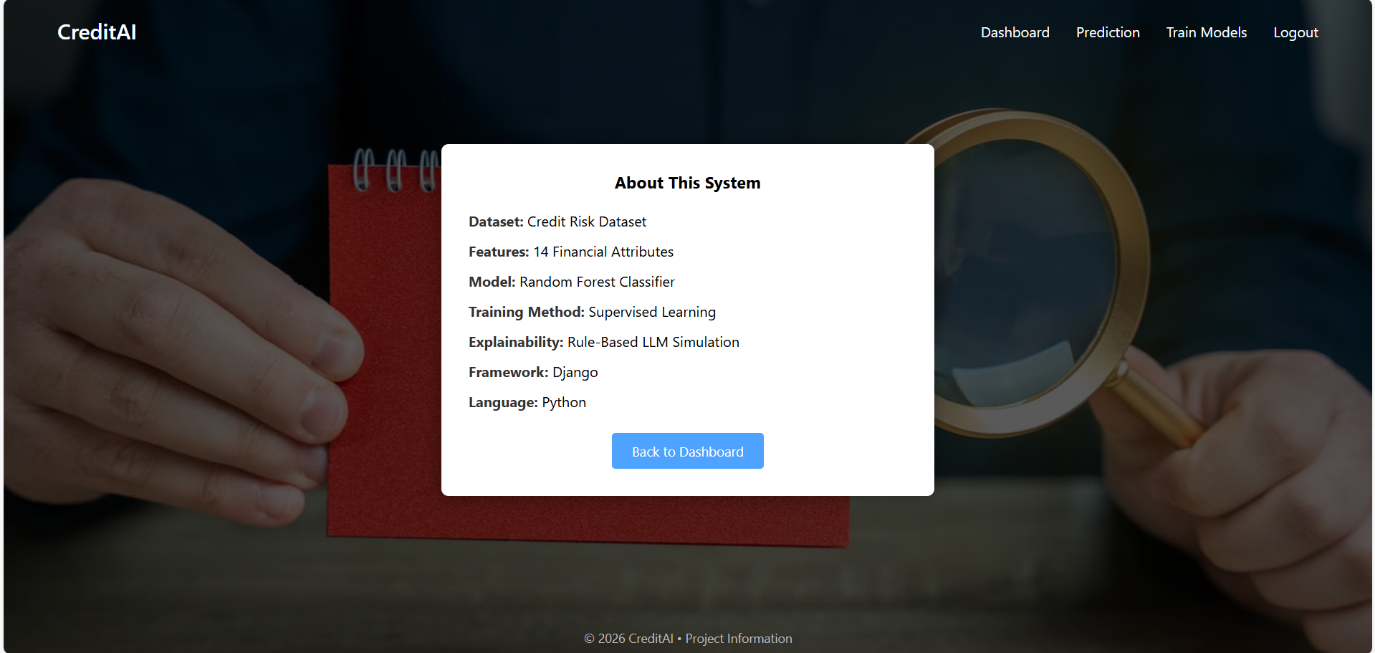 CreditAI
Dashboard Prediction Train Models Logout
About This System
Dataset: Credit Risk Dataset
Features: 14 Financial Attributes
Model: Random Forest Classifier
Training Method: Supervised Learning
Explainability: Rule-Based LLM Simulation
Framework: Django
Language: Python
Back to Dashboard
© 2026 CreditAI • Project Information